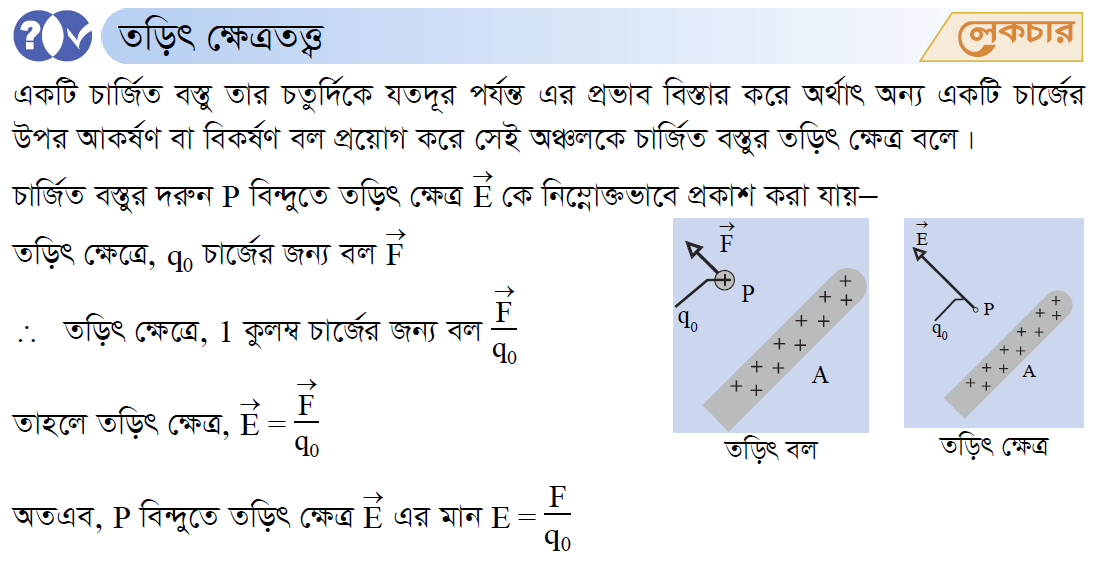 ?
তড়িৎ ক্ষেত্রতত্ত্ব
লেকচার
একটি চার্জিত বস্তু তার চতুর্দিকে যতদূর পর্যন্ত এর প্রভাব বিস্তার করে অর্থাৎ অন্য একটি চার্জের
উপর আকর্ষণ বা বিকর্ষণ বল প্রয়োগ করে সেই অঞ্চলকে চার্জিত বস্তুর তড়িৎ ক্ষেত্র বলে।
চার্জিত বস্তুর দরুন P বিন্দুতে তড়িৎ ক্ষেত্র E⃗ কে নিম্নোক্তভাবে প্রকাশ করা যায়–
তড়িৎ ক্ষেত্রে, q₀ চার্জের জন্য বল F⃗
∴ তড়িৎ ক্ষেত্রে, 1 কুলম্ব চার্জের জন্য বল F⃗/q₀
তাহলে তড়িৎ ক্ষেত্র, E⃗ = F⃗/q₀
অতএব, P বিন্দুতে তড়িৎ ক্ষেত্র E⃗ এর মান E = F/q₀
F⃗
+
P
q₀
+ + + + + + + + +
A
তড়িৎ বল
E⃗
P
q₀
+ + + + + + + + +
A
তড়িৎ ক্ষেত্র